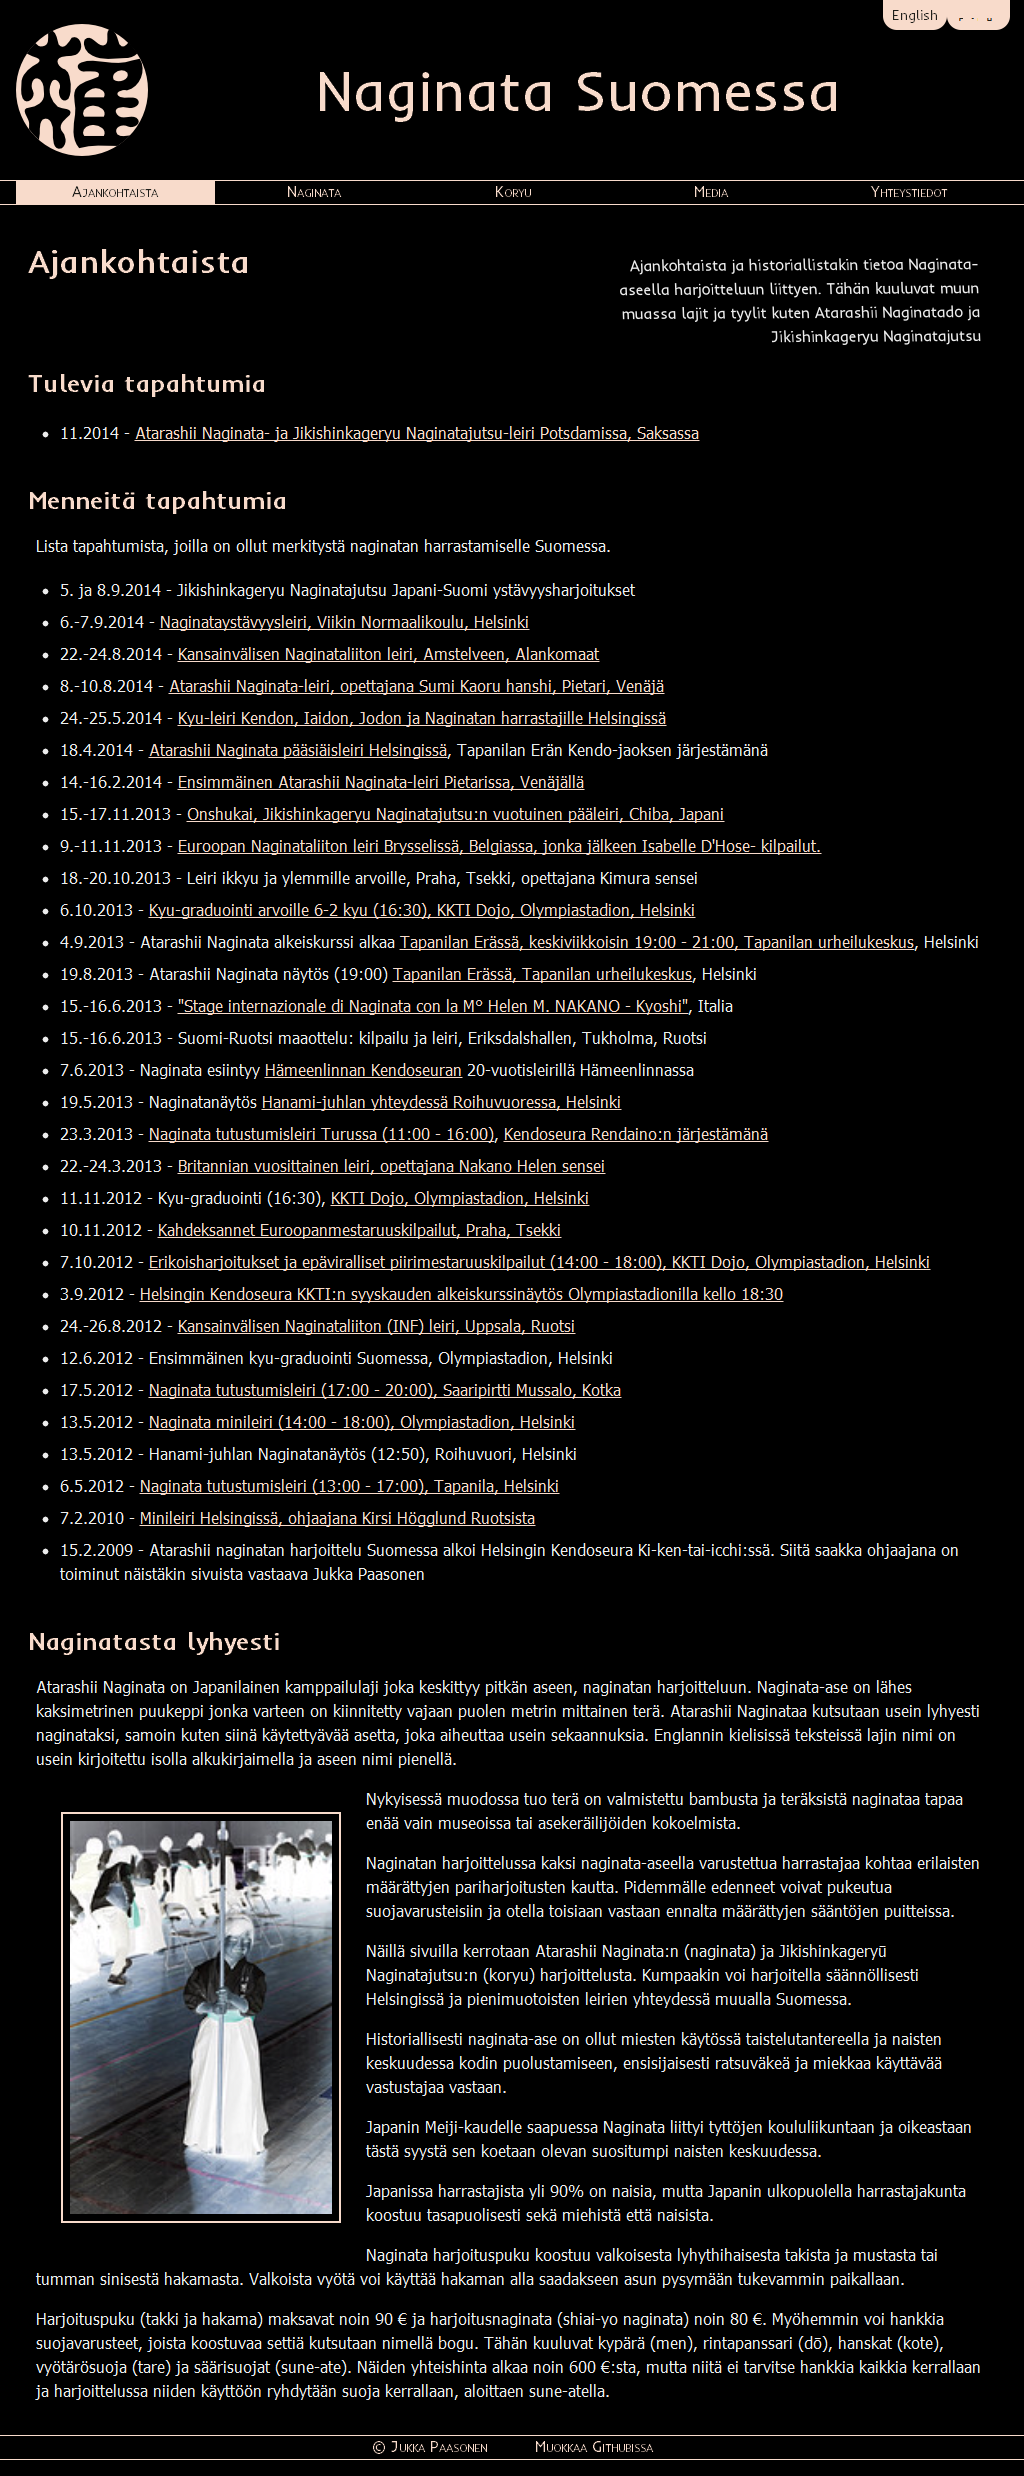 English
Naginata Suomessa
Ajankohtaista
Naginata
Koryu
Media
Yhteystiedot
Ajankohtaista
Ajankohtaista ja historiallistakin tietoa Naginata-
aseella harjoitteluun liittyen. Tähän kuuluvat muun
muassa lajit ja tyylit kuten Atarashii Naginatado ja
Jikishinkageryu Naginatajutsu
Tulevia tapahtumia
11.2014 - Atarashii Naginata- ja Jikishinkageryu Naginatajutsu-leiri Potsdamissa, Saksassa
Menneitä tapahtumia
Lista tapahtumista, joilla on ollut merkitystä naginatan harrastamiselle Suomessa.
5. ja 8.9.2014 - Jikishinkageryu Naginatajutsu Japani-Suomi ystävyysharjoitukset
6.-7.9.2014 - Naginataystävyysleiri, Viikin Normaalikoulu, Helsinki
22.-24.8.2014 - Kansainvälisen Naginataliiton leiri, Amstelveen, Alankomaat
8.-10.8.2014 - Atarashii Naginata-leiri, opettajana Sumi Kaoru hanshi, Pietari, Venäjä
24.-25.5.2014 - Kyu-leiri Kendon, Iaidon, Jodon ja Naginatan harrastajille Helsingissä
18.4.2014 - Atarashii Naginata pääsiäisleiri Helsingissä, Tapanilan Erän Kendo-jaoksen järjestämänä
14.-16.2.2014 - Ensimmäinen Atarashii Naginata-leiri Pietarissa, Venäjällä
15.-17.11.2013 - Onshukai, Jikishinkageryu Naginatajutsu:n vuotuinen pääleiri, Chiba, Japani
9.-11.11.2013 - Euroopan Naginataliiton leiri Brysselissä, Belgiassa, jonka jälkeen Isabelle D'Hose- kilpailut.
18.-20.10.2013 - Leiri ikkyu ja ylemmille arvoille, Praha, Tsekki, opettajana Kimura sensei
6.10.2013 - Kyu-graduointi arvoille 6-2 kyu (16:30), KKTI Dojo, Olympiastadion, Helsinki
4.9.2013 - Atarashii Naginata alkeiskurssi alkaa Tapanilan Erässä, keskiviikkoisin 19:00 - 21:00, Tapanilan urheilukeskus, Helsinki
19.8.2013 - Atarashii Naginata näytös (19:00) Tapanilan Erässä, Tapanilan urheilukeskus, Helsinki
15.-16.6.2013 - "Stage internazionale di Naginata con la M° Helen M. NAKANO - Kyoshi", Italia
15.-16.6.2013 - Suomi-Ruotsi maaottelu: kilpailu ja leiri, Eriksdalshallen, Tukholma, Ruotsi
7.6.2013 - Naginata esiintyy Hämeenlinnan Kendoseuran 20-vuotisleirillä Hämeenlinnassa
19.5.2013 - Naginatanäytös Hanami-juhlan yhteydessä Roihuvuoressa, Helsinki
23.3.2013 - Naginata tutustumisleiri Turussa (11:00 - 16:00), Kendoseura Rendaino:n järjestämänä
22.-24.3.2013 - Britannian vuosittainen leiri, opettajana Nakano Helen sensei
11.11.2012 - Kyu-graduointi (16:30), KKTI Dojo, Olympiastadion, Helsinki
10.11.2012 - Kahdeksannet Euroopanmestaruuskilpailut, Praha, Tsekki
7.10.2012 - Erikoisharjoitukset ja epäviralliset piirimestaruuskilpailut (14:00 - 18:00), KKTI Dojo, Olympiastadion, Helsinki
3.9.2012 - Helsingin Kendoseura KKTI:n syyskauden alkeiskurssinäytös Olympiastadionilla kello 18:30
24.-26.8.2012 - Kansainvälisen Naginataliiton (INF) leiri, Uppsala, Ruotsi
12.6.2012 - Ensimmäinen kyu-graduointi Suomessa, Olympiastadion, Helsinki
17.5.2012 - Naginata tutustumisleiri (17:00 - 20:00), Saaripirtti Mussalo, Kotka
13.5.2012 - Naginata minileiri (14:00 - 18:00), Olympiastadion, Helsinki
13.5.2012 - Hanami-juhlan Naginatanäytös (12:50), Roihuvuori, Helsinki
6.5.2012 - Naginata tutustumisleiri (13:00 - 17:00), Tapanila, Helsinki
7.2.2010 - Minileiri Helsingissä, ohjaajana Kirsi Högglund Ruotsista
15.2.2009 - Atarashii naginatan harjoittelu Suomessa alkoi Helsingin Kendoseura Ki-ken-tai-icchi:ssä. Siitä saakka ohjaajana on
toiminut näistäkin sivuista vastaava Jukka Paasonen
Naginatasta lyhyesti
Atarashii Naginata on Japanilainen kamppailulaji joka keskittyy pitkän aseen, naginatan harjoitteluun. Naginata-ase on lähes
kaksimetrinen puukeppi jonka varteen on kiinnitetty vajaan puolen metrin mittainen terä. Atarashii Naginataa kutsutaan usein lyhyesti
naginataksi, samoin kuten siinä käytettyävää asetta, joka aiheuttaa usein sekaannuksia. Englannin kielisissä teksteissä lajin nimi on
usein kirjoitettu isolla alkukirjaimella ja aseen nimi pienellä.
Nykyisessä muodossa tuo terä on valmistettu bambusta ja teräksistä naginataa tapaa
enää vain museoissa tai asekeräilijöiden kokoelmista.
Naginatan harjoittelussa kaksi naginata-aseella varustettua harrastajaa kohtaa erilaisten
määrättyjen pariharjoitusten kautta. Pidemmälle edenneet voivat pukeutua
suojavarusteisiin ja otella toisiaan vastaan ennalta määrättyjen sääntöjen puitteissa.
Näillä sivuilla kerrotaan Atarashii Naginata:n (naginata) ja Jikishinkageryū
Naginatajutsu:n (koryu) harjoittelusta. Kumpaakin voi harjoitella säännöllisesti
Helsingissä ja pienimuotoisten leirien yhteydessä muualla Suomessa.
Historiallisesti naginata-ase on ollut miesten käytössä taistelutantereella ja naisten
keskuudessa kodin puolustamiseen, ensisijaisesti ratsuväkeä ja miekkaa käyttävää
vastustajaa vastaan.
Japanin Meiji-kaudelle saapuessa Naginata liittyi tyttöjen koululiikuntaan ja oikeastaan
tästä syystä sen koetaan olevan suositumpi naisten keskuudessa.
Japanissa harrastajista yli 90% on naisia, mutta Japanin ulkopuolella harrastajakunta
koostuu tasapuolisesti sekä miehistä että naisista.
Naginata harjoituspuku koostuu valkoisesta lyhythihaisesta takista ja mustasta tai
tumman sinisestä hakamasta. Valkoista vyötä voi käyttää hakaman alla saadakseen asun pysymään tukevammin paikallaan.
Harjoituspuku (takki ja hakama) maksavat noin 90 € ja harjoitusnaginata (shiai-yo naginata) noin 80 €. Myöhemmin voi hankkia
suojavarusteet, joista koostuvaa settiä kutsutaan nimellä bogu. Tähän kuuluvat kypärä (men), rintapanssari (dō), hanskat (kote),
vyötärösuoja (tare) ja säärisuojat (sune-ate). Näiden yhteishinta alkaa noin 600 €:sta, mutta niitä ei tarvitse hankkia kaikkia kerrallaan
ja harjoittelussa niiden käyttöön ryhdytään suoja kerrallaan, aloittaen sune-atella.
© Jukka Paasonen
Muokkaa Githubissa